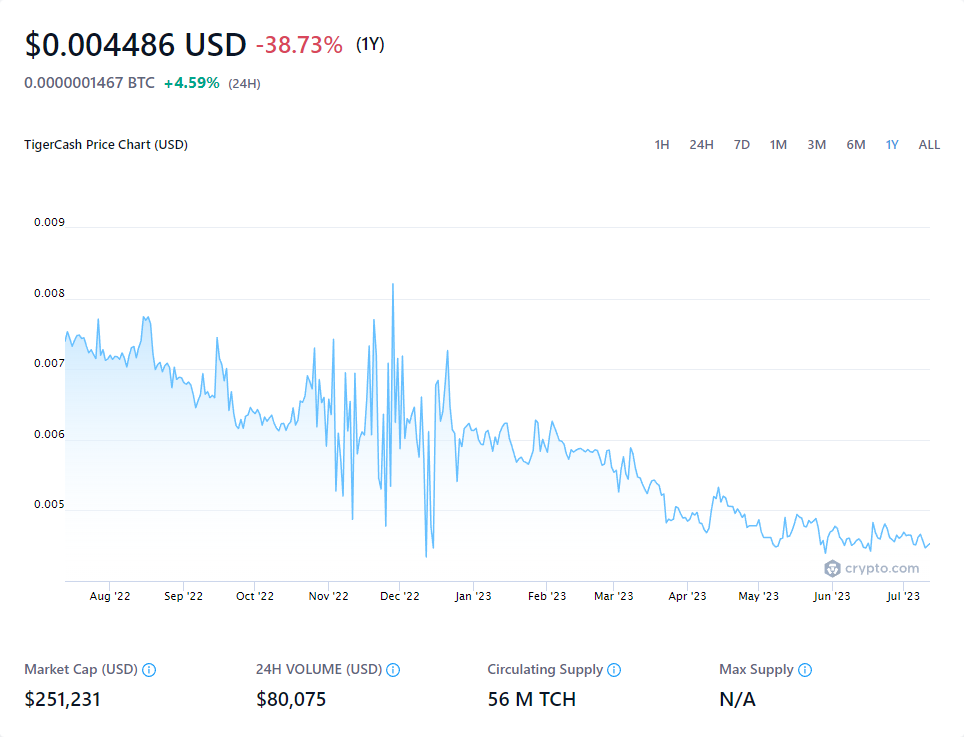 $0.004486 USD -38.73% (1Y)
0.0000001467 BTC +4.59% (24H)
TigerCash Price Chart (USD) 1H 24H 7D 1M 3M 6M 1Y ALL
0.009
0.008
0.007
0.006
0.005
crypto.com
Aug '22 Sep '22 Oct '22 Nov '22 Dec '22 Jan '23 Feb '23 Mar '23 Apr '23 May '23 Jun '23 Jul '23
Market Cap (USD) 24H VOLUME (USD) Circulating Supply Max Supply
$251,231 $80,075 56 M TCH N/A